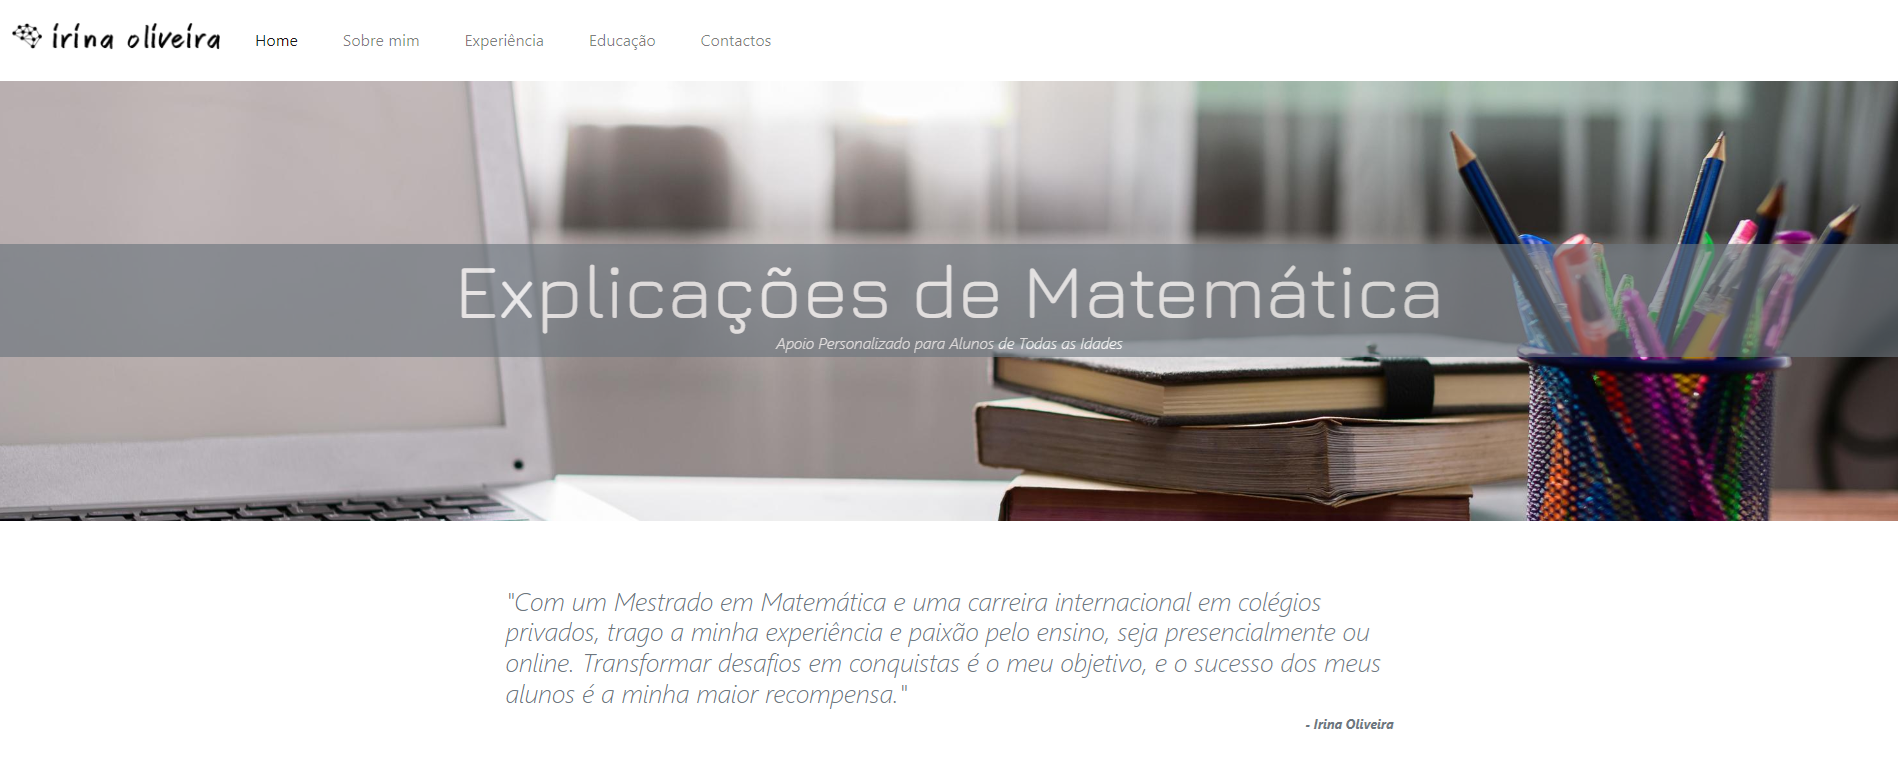 irina oliveira
Home
Sobre mim
Experiência
Educação
Contactos
Explicações de Matemática
Apoio Personalizado para Alunos de Todas as Idades
"Com um Mestrado em Matemática e uma carreira internacional em colégios
privados, trago a minha experiência e paixão pelo ensino, seja presencialmente ou
online. Transformar desafios em conquistas é o meu objetivo, e o sucesso dos meus
alunos é a minha maior recompensa."
- Irina Oliveira